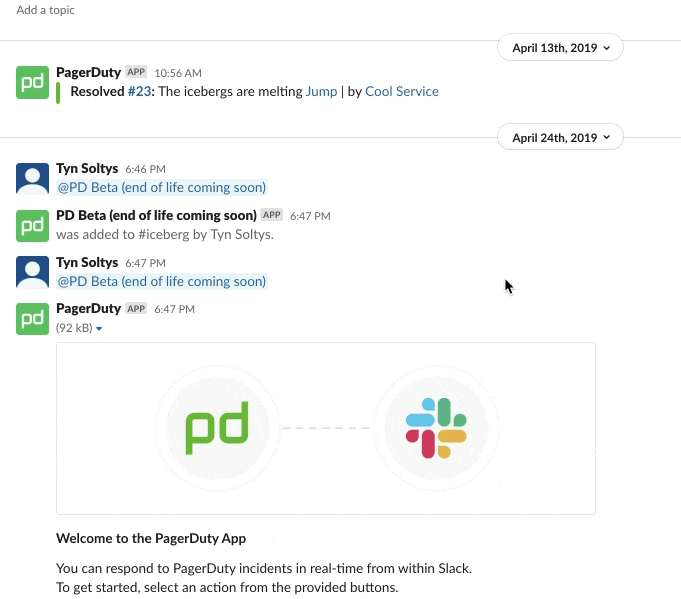 Add a topic
April 13th, 2019
pd
PagerDuty APP 10:56 AM
Resolved #23: The icebergs are melting Jump | by Cool Service
April 24th, 2019
Tyn Soltys 6:46 PM
@PD Beta (end of life coming soon)
pd
PD Beta (end of life coming soon) APP 6:47 PM
was added to #iceberg by Tyn Soltys.
Tyn Soltys 6:47 PM
@PD Beta (end of life coming soon)
pd
PagerDuty APP 6:47 PM
(92 kB)
pd
Welcome to the PagerDuty App
You can respond to PagerDuty incidents in real-time from within Slack.
To get started, select an action from the provided buttons.